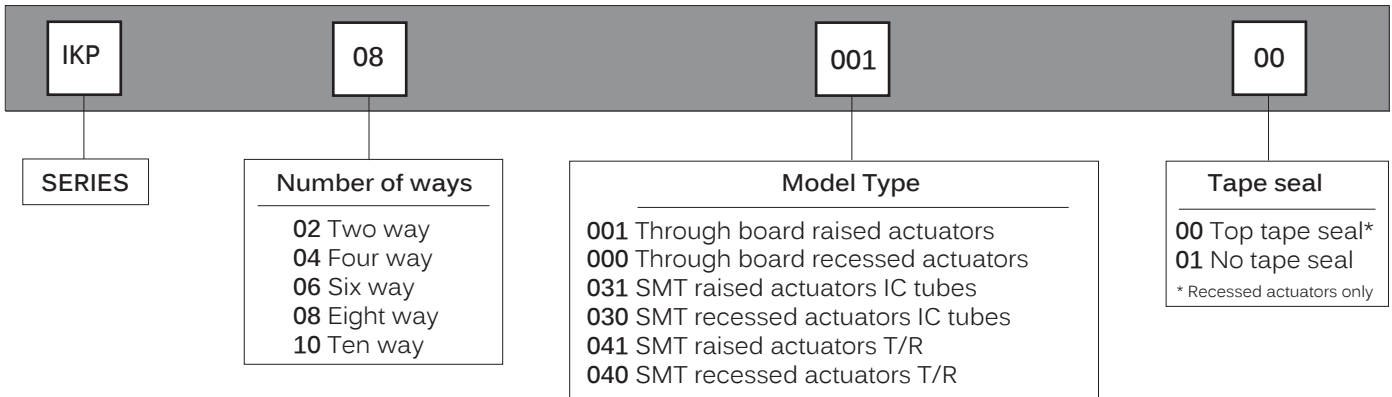 IKP
08
001
00
SERIES
Number of ways
02 Two way
04 Four way
06 Six way
08 Eight way
10 Ten way
Model Type
001 Through board raised actuators
000 Through board recessed actuators
031 SMT raised actuators IC tubes
030 SMT recessed actuators IC tubes
041 SMT raised actuators T/R
040 SMT recessed actuators T/R
Tape seal
00 Top tape seal*
01 No tape seal
* Recessed actuators only